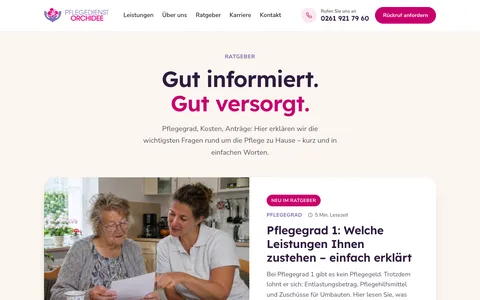 PFLEGEDIENST
ORCHIDEE
Leistungen Über uns Ratgeber Karriere Kontakt
Rufen Sie uns an
0261 921 79 60
Rückruf anfordern
RATGEBER
Gut informiert.
Gut versorgt.
Pflegegrad, Kosten, Anträge: Hier erklären wir die
wichtigsten Fragen rund um die Pflege zu Hause – kurz und in
einfachen Worten.
NEU IM RATGEBER
PFLEGEGRAD 5 Min. Lesezeit
Pflegegrad 1: Welche
Leistungen Ihnen
zustehen – einfach erklärt
Bei Pflegegrad 1 gibt es kein Pflegegeld. Trotzdem
lohnt er sich: Entlastungsbetrag, Pflegehilfsmittel
und Zuschüsse für Umbauten. Hier lesen Sie, was